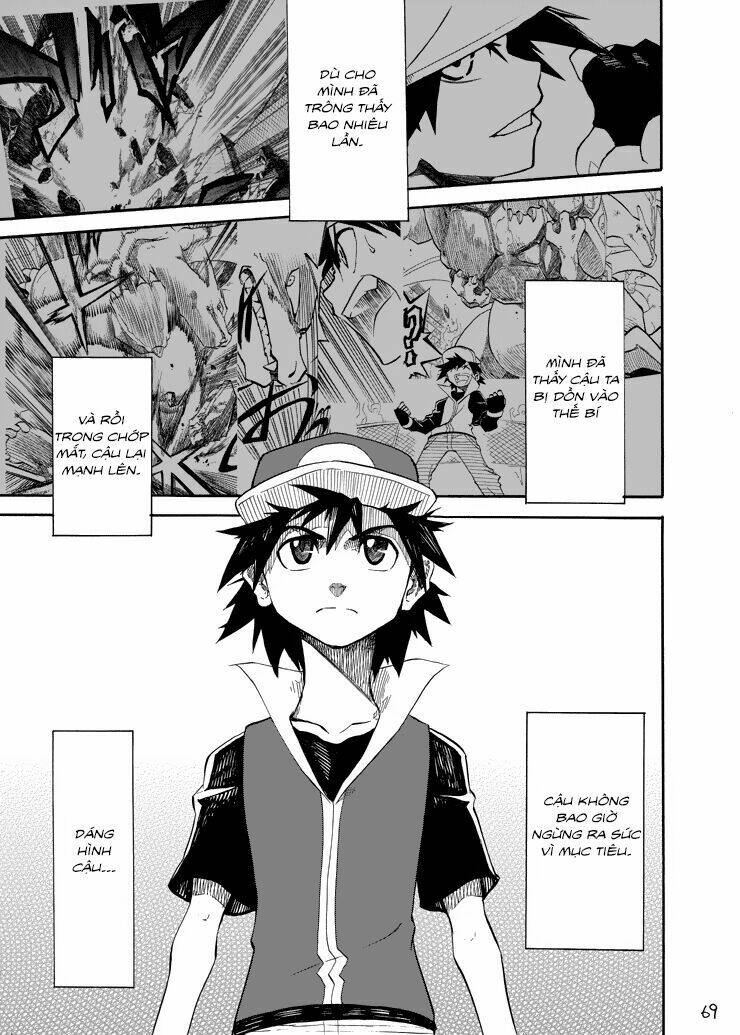 DÙ CHO
MÌNH ĐÃ
TRÔNG THẤY
BAO NHIÊU
LẦN.
MÌNH ĐÃ
THẤY CẬU TA
BỊ DỒN VÀO
THẾ BÍ
VÀ RỒI
TRONG CHỚP
MẮT, CẬU LẠI
MẠNH LÊN.
CẬU KHÔNG
BAO GIỜ
NGỪNG RA SỨC
VÌ MỤC TIÊU.
DÁNG
HÌNH
CẬU...
69